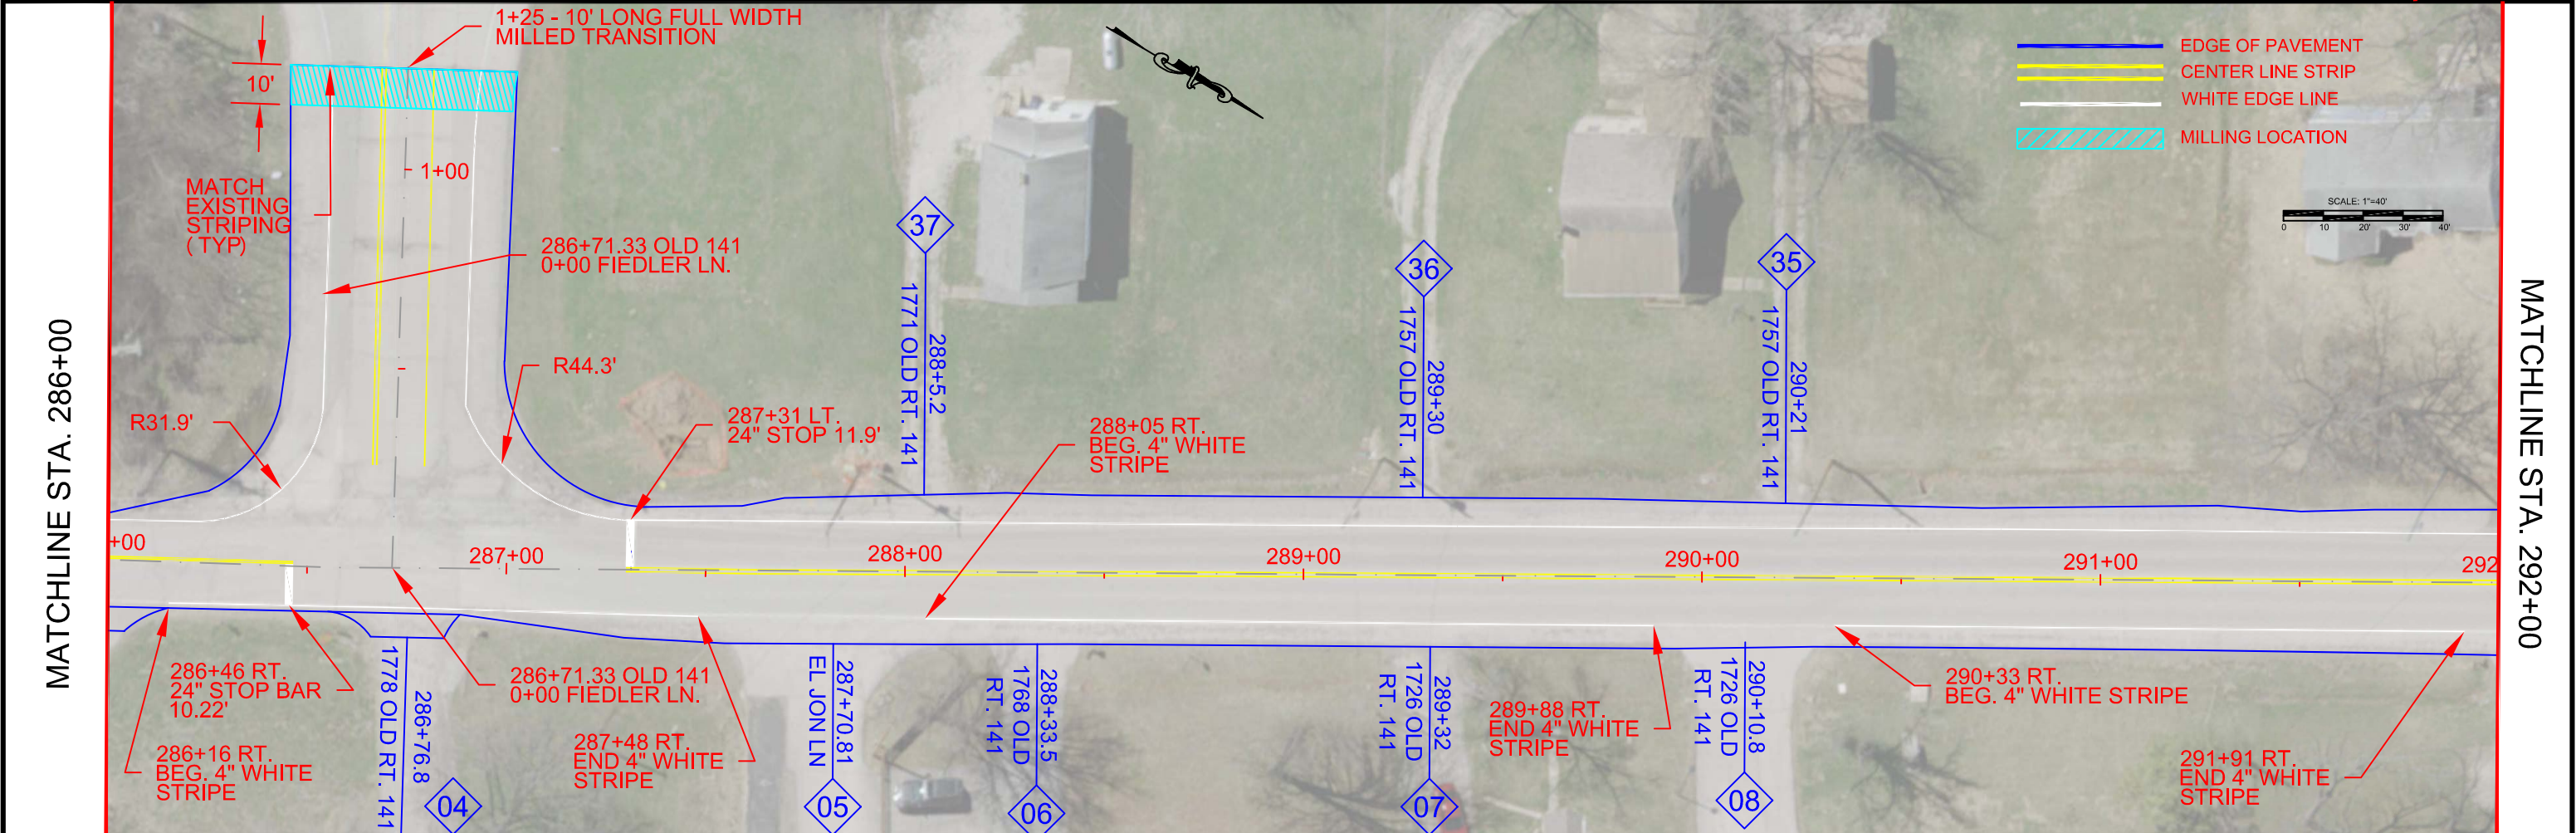 1+25 - 10' LONG FULL WIDTH
MILLED TRANSITION
10'
1+00
MATCH
EXISTING
STRIPING
( TYP)
286+71.33 OLD 141
0+00 FIEDLER LN.
R44.3'
R31.9'
287+31 LT.
24" STOP 11.9'
37
288+5.2
1771 OLD RT. 141
288+05 RT.
BEG. 4" WHITE
STRIPE
36
289+30
1757 OLD RT. 141
35
290+21
1757 OLD RT. 141
EDGE OF PAVEMENT
CENTER LINE STRIP
WHITE EDGE LINE
MILLING LOCATION
SCALE: 1"=40'
0 10 20' 30' 40'
MATCHLINE STA. 286+00
MATCHLINE STA. 292+00
+00
287+00
288+00
289+00
290+00
291+00
292
286+46 RT.
24" STOP BAR
10.22'
286+16 RT.
BEG. 4" WHITE
STRIPE
286+76.8
1778 OLD RT. 141
04
286+71.33 OLD 141
0+00 FIEDLER LN.
287+48 RT.
END 4" WHITE
STRIPE
287+70.81
EL JON LN
05
288+33.5
1768 OLD
RT. 141
06
289+32
1726 OLD
RT. 141
07
289+88 RT.
END 4" WHITE
STRIPE
290+10.8
1726 OLD
RT. 141
08
290+33 RT.
BEG. 4" WHITE STRIPE
291+91 RT.
END 4" WHITE
STRIPE